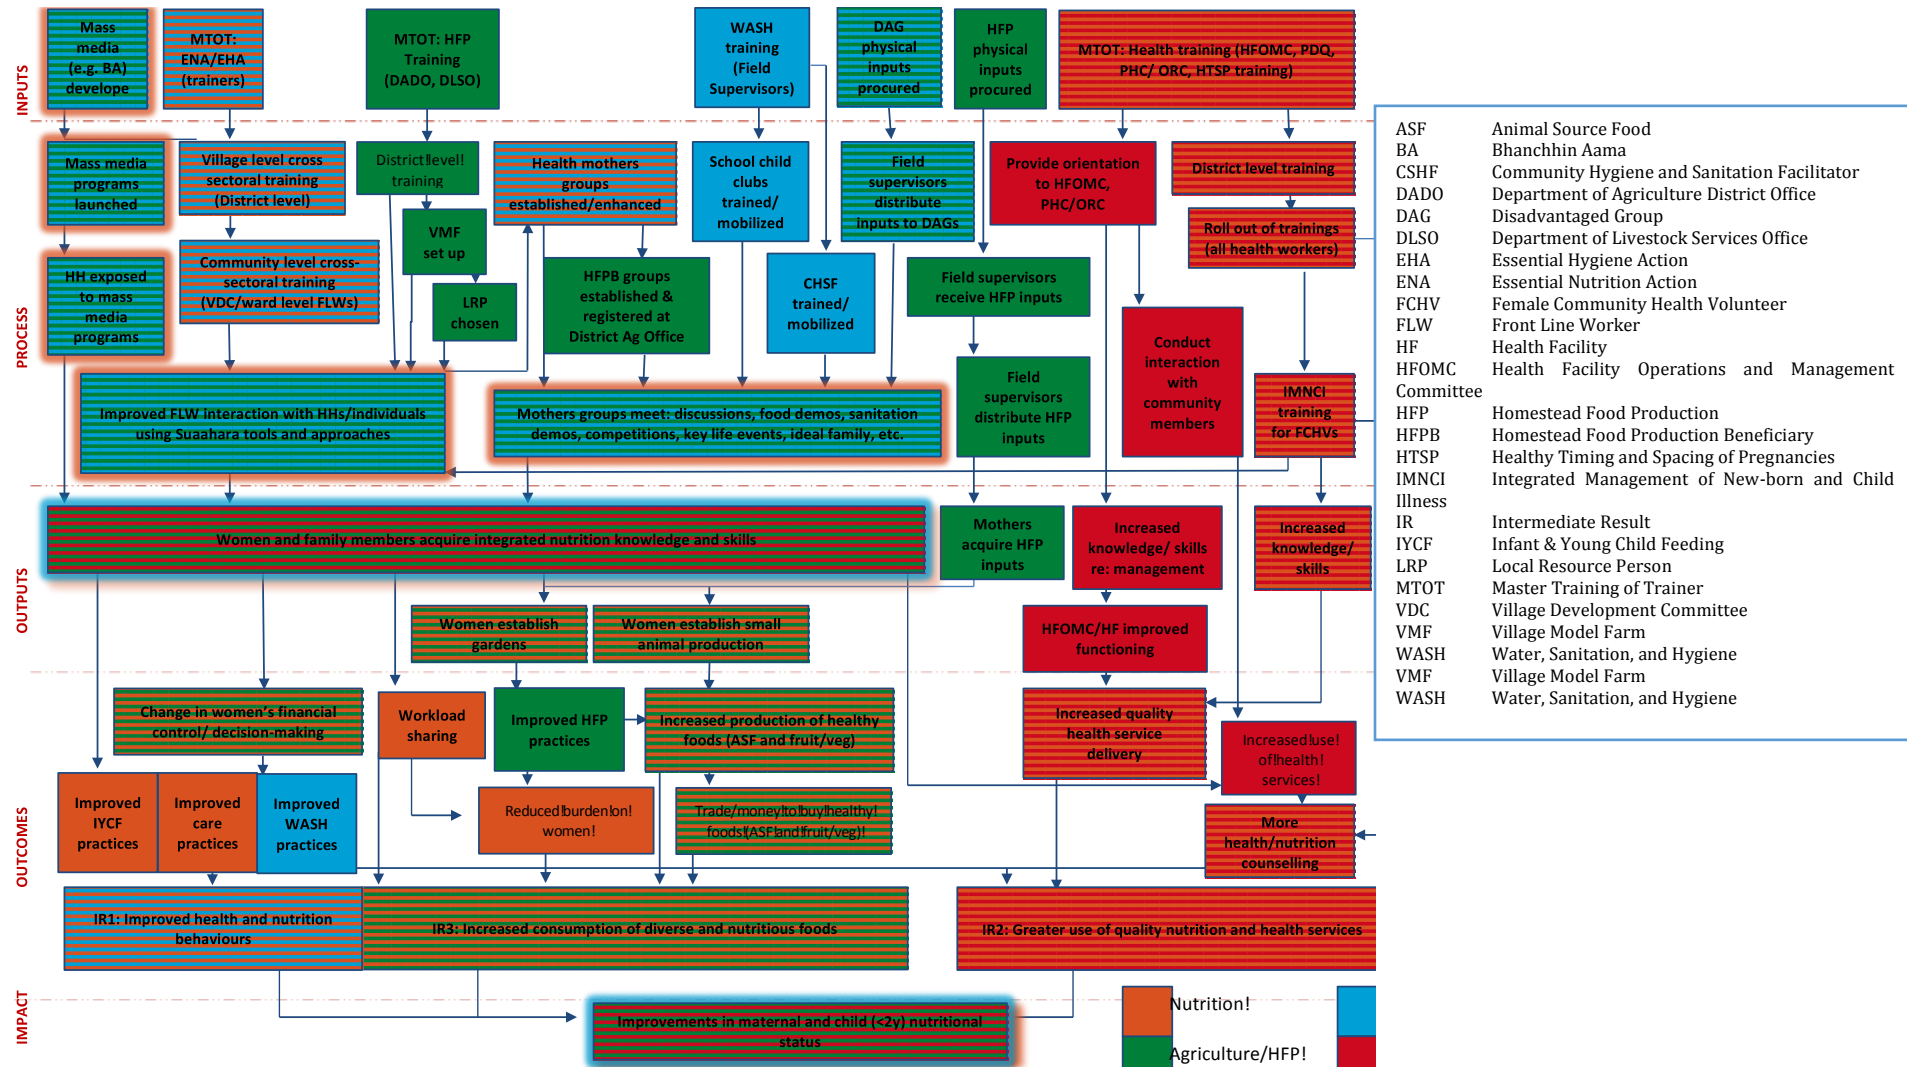 INPUTS
Mass
media
(e.g. BA)
develope
MTOT:
ENA/EHA
(trainers)
MTOT: HFP
Training
(DADO, DLSO)
WASH
training
(Field
Supervisors)
DAG
physical
inputs
procured
HFP
physical
inputs
procured
MTOT: Health training (HFOMC, PDQ,
PHC/ ORC, HTSP training)
PROCESS
Mass media
programs
launched
Village level cross
sectoral training
(District level)
District!level!
training
Health mothers
groups
established/enhanced
School child
clubs
trained/
mobilized
Field
supervisors
distribute
inputs to DAGs
Provide orientation
to HFOMC,
PHC/ORC
District level training
Roll out of trainings
(all health workers)
VMF
set up
HH exposed
to mass
media
programs
Community level cross-
sectoral training
(VDC/ward level FLWs)
LRP
chosen
HFPB groups
established &
registered at
District Ag Office
CHSF
trained/
mobilized
Field supervisors
receive HFP inputs
Conduct
interaction
with
community
members
Improved FLW interaction with HHs/individuals
using Suaahara tools and approaches
Mothers groups meet: discussions, food demos, sanitation
demos, competitions, key life events, ideal family, etc.
Field
supervisors
distribute HFP
inputs
IMNCI
training
for FCHVs
OUTPUTS
Women and family members acquire integrated nutrition knowledge and skills
Mothers
acquire HFP
inputs
Increased
knowledge/ skills
re: management
Increased
knowledge/
skills
Women establish
gardens
Women establish small
animal production
HFOMC/HF improved
functioning
OUTCOMES
Change in women's financial
control/ decision-making
Workload
sharing
Improved HFP
practices
Increased production of healthy
foods (ASF and fruit/veg)
Increased quality
health service
delivery
Increased!use!
of!health!
services!
Improved
IYCF
practices
Improved
care
practices
Improved
WASH
practices
Reduced!burden!on!
women!
Trade/money!to!buy!healthy!
foods!(ASF!and!fruit/veg)!
More
health/nutrition
counselling
IR1: Improved health and nutrition
behaviours
IR3: Increased consumption of diverse and nutritious foods
IR2: Greater use of quality nutrition and health services
IMPACT
Improvements in maternal and child (<2y) nutritional
status
Nutrition!
Agriculture/HFP!
ASF Animal Source Food
BA Bhanchhin Aama
CSHF Community Hygiene and Sanitation Facilitator
DADO Department of Agriculture District Office
DAG Disadvantaged Group
DLSO Department of Livestock Services Office
EHA Essential Hygiene Action
ENA Essential Nutrition Action
FCHV Female Community Health Volunteer
FLW Front Line Worker
HF Health Facility
HFOMC Health Facility Operations and Management
Committee
HFP Homestead Food Production
HFPB Homestead Food Production Beneficiary
HTSP Healthy Timing and Spacing of Pregnancies
IMNCI Integrated Management of New-born and Child
Illness
IR Intermediate Result
IYCF Infant & Young Child Feeding
LRP Local Resource Person
MTOT Master Training of Trainer
VDC Village Development Committee
VMF Village Model Farm
WASH Water, Sanitation, and Hygiene
VMF Village Model Farm
WASH Water, Sanitation, and Hygiene